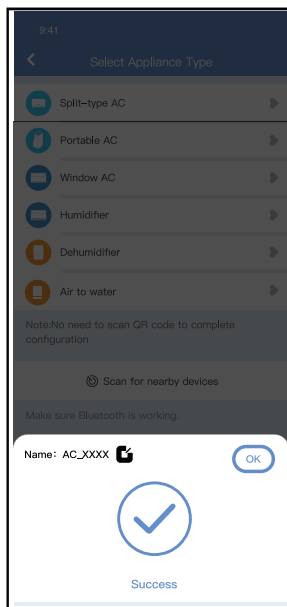 9:41
Select Appliance Type
Split-type AC
Portable AC
Window AC
Humidifier
Dehumidifier
Air to water
Note:No need to scan QR code to complete
configuration
Scan for nearby devices
Make sure Bluetooth is working.
Name: AC_XXXX
OK
Success